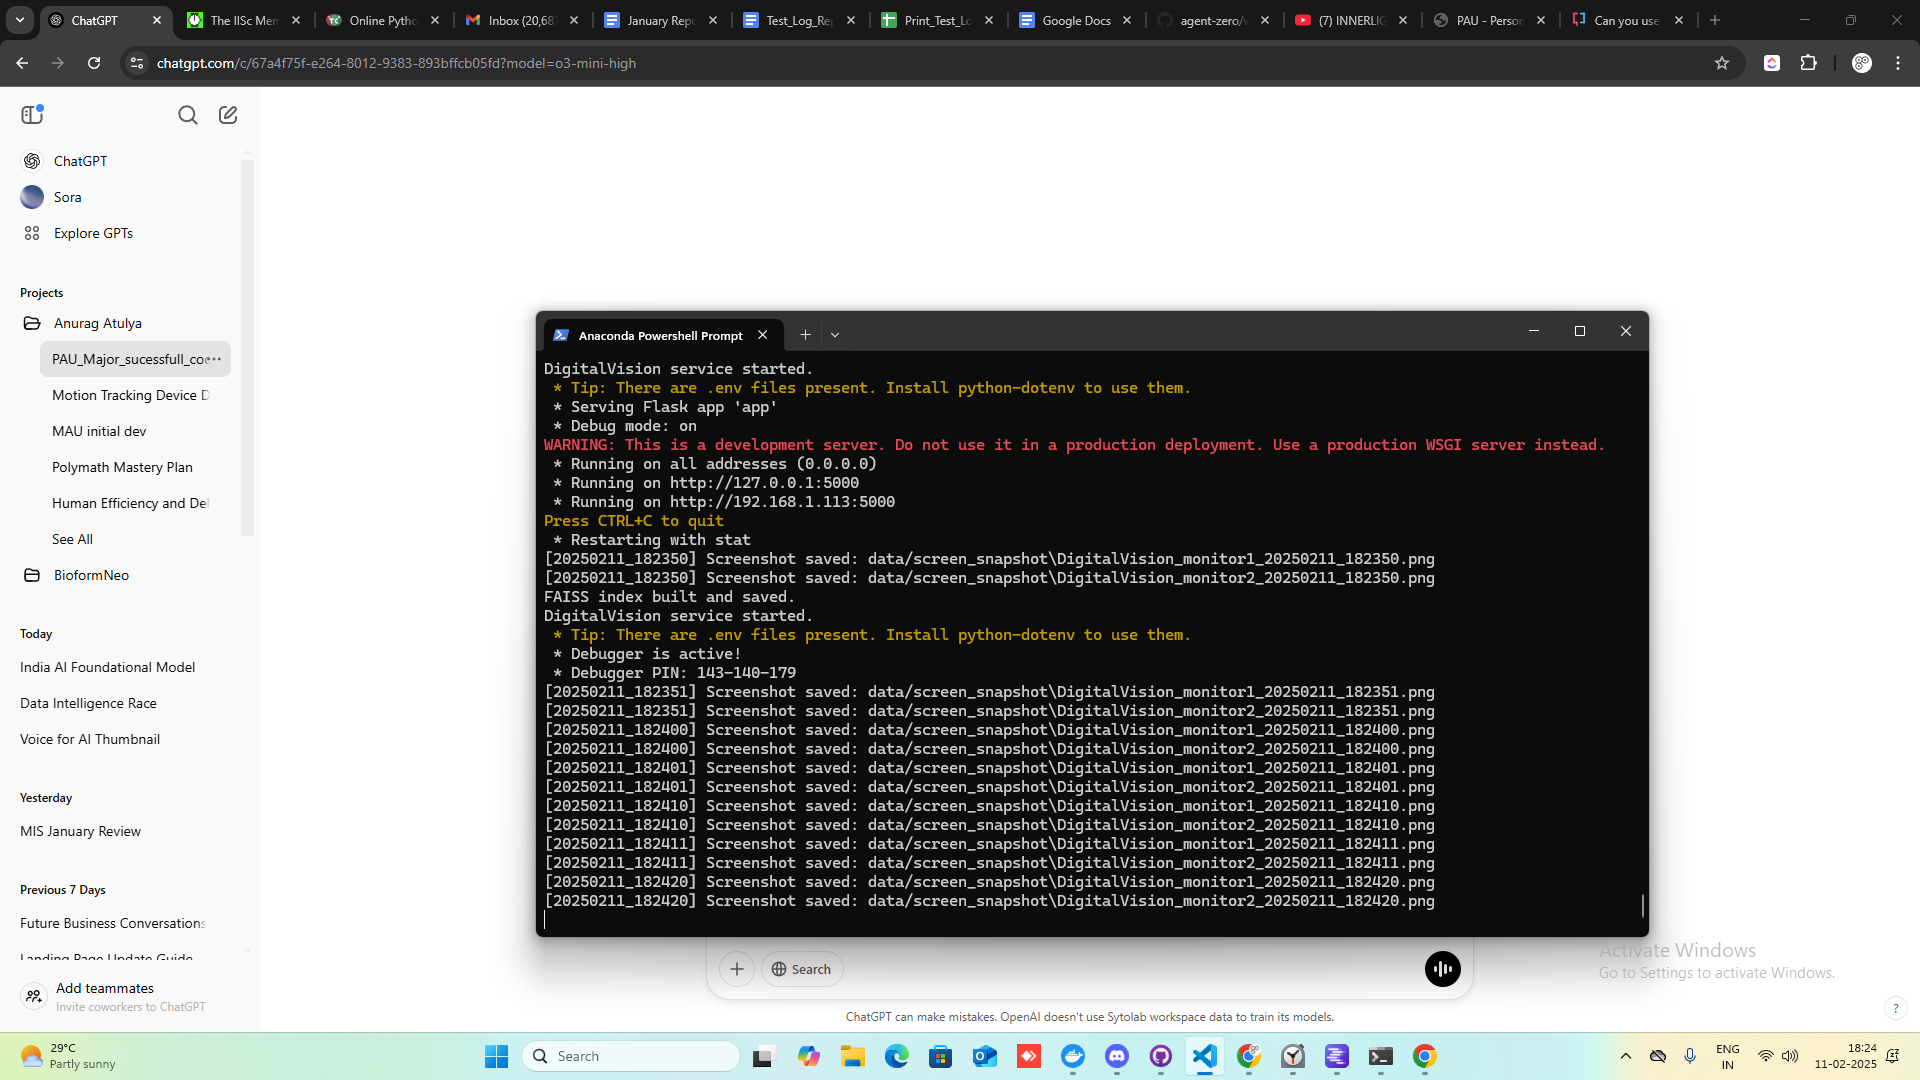 ChatGPT
The IISc Men
Online Pytho
Inbox (20,68
January Repo
Test_Log_Rep
Print_Test_Lo
Google Docs
agent-zero/w
(7) INNERLIG
PAU - Person
Can you use
chatgpt.com/c/67a4f75f-e264-8012-9383-893bffcb05fd?model=o3-mini-high
ChatGPT
Sora
Explore GPTs
Projects
Anurag Atulya
PAU_Major_sucessfull_co
Motion Tracking Device D
MAU initial dev
Polymath Mastery Plan
Human Efficiency and Del
See All
BioformNeo
Today
India AI Foundational Model
Data Intelligence Race
Voice for AI Thumbnail
Yesterday
MIS January Review
Previous 7 Days
Future Business Conversations
Landing Page Update Guide
Add teammates
Invite coworkers to ChatGPT
Anaconda Powershell Prompt
DigitalVision service started.
* Tip: There are .env files present. Install python-dotenv to use them.
* Serving Flask app 'app'
* Debug mode: on
WARNING: This is a development server. Do not use it in a production deployment. Use a production WSGI server instead.
* Running on all addresses (0.0.0.0)
* Running on http://127.0.0.1:5000
* Running on http://192.168.1.113:5000
Press CTRL+C to quit
* Restarting with stat
[20250211_182350] Screenshot saved: data/screen_snapshot\DigitalVision_monitor1_20250211_182350.png
[20250211_182350] Screenshot saved: data/screen_snapshot\DigitalVision_monitor2_20250211_182350.png
FAISS index built and saved.
DigitalVision service started.
* Tip: There are .env files present. Install python-dotenv to use them.
* Debugger is active!
* Debugger PIN: 143-140-179
[20250211_182351] Screenshot saved: data/screen_snapshot\DigitalVision_monitor1_20250211_182351.png
[20250211_182351] Screenshot saved: data/screen_snapshot\DigitalVision_monitor2_20250211_182351.png
[20250211_182400] Screenshot saved: data/screen_snapshot\DigitalVision_monitor1_20250211_182400.png
[20250211_182400] Screenshot saved: data/screen_snapshot\DigitalVision_monitor2_20250211_182400.png
[20250211_182401] Screenshot saved: data/screen_snapshot\DigitalVision_monitor1_20250211_182401.png
[20250211_182401] Screenshot saved: data/screen_snapshot\DigitalVision_monitor2_20250211_182401.png
[20250211_182410] Screenshot saved: data/screen_snapshot\DigitalVision_monitor1_20250211_182410.png
[20250211_182410] Screenshot saved: data/screen_snapshot\DigitalVision_monitor2_20250211_182410.png
[20250211_182411] Screenshot saved: data/screen_snapshot\DigitalVision_monitor1_20250211_182411.png
[20250211_182411] Screenshot saved: data/screen_snapshot\DigitalVision_monitor2_20250211_182411.png
[20250211_182420] Screenshot saved: data/screen_snapshot\DigitalVision_monitor1_20250211_182420.png
[20250211_182420] Screenshot saved: data/screen_snapshot\DigitalVision_monitor2_20250211_182420.png
Search
Activate Windows
Go to Settings to activate Windows.
ChatGPT can make mistakes. OpenAI doesn't use Sytolab workspace data to train its models.
?
29°C
Partly sunny
Search
ENG
IN
18:24
11-02-2025